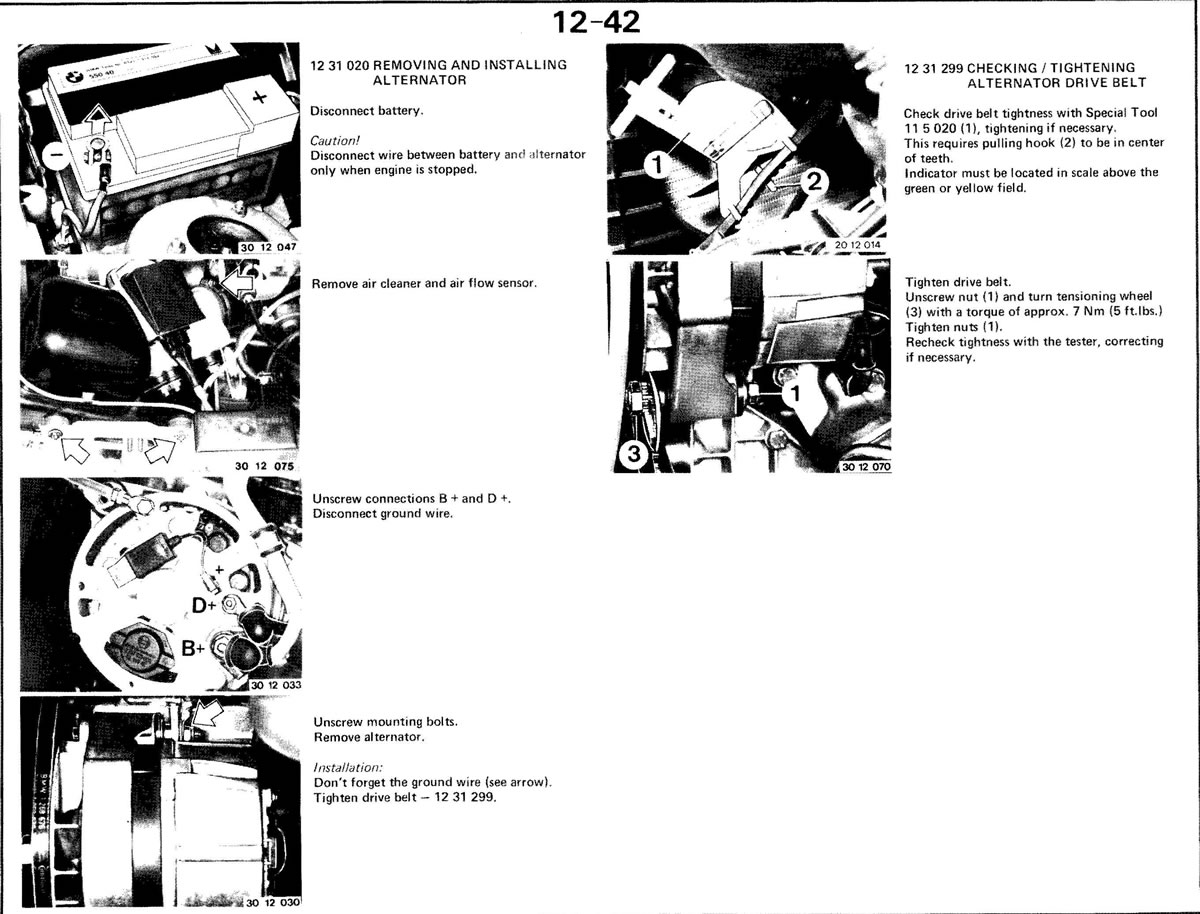 12-42
12 31 020 REMOVING AND INSTALLING
ALTERNATOR
Disconnect battery.
Caution!
Disconnect wire between battery and alternator
only when engine is stopped.
550 40
+
−
30 12 047
Remove air cleaner and air flow sensor.
30 12 075
Unscrew connections B + and D +.
Disconnect ground wire.
+
D+
B+
30 12 033
Unscrew mounting bolts.
Remove alternator.
Installation:
Don't forget the ground wire (see arrow).
Tighten drive belt – 12 31 299.
30 12 030
12 31 299 CHECKING / TIGHTENING
ALTERNATOR DRIVE BELT
Check drive belt tightness with Special Tool
11 5 020 (1), tightening if necessary.
This requires pulling hook (2) to be in center
of teeth.
Indicator must be located in scale above the
green or yellow field.
1
2
20 12 014
Tighten drive belt.
Unscrew nut (1) and turn tensioning wheel
(3) with a torque of approx. 7 Nm (5 ft.lbs.)
Tighten nuts (1).
Recheck tightness with the tester, correcting
if necessary.
1
3
30 12 070